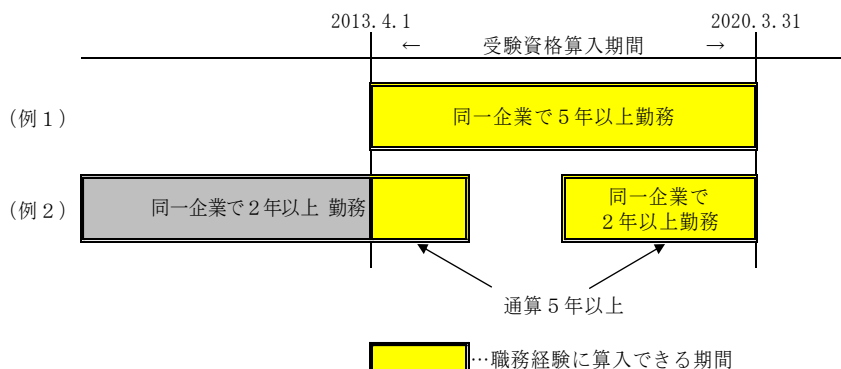 2013.4.1 2020.3.31
← 受験資格算入期間 →
(例1) 同一企業で5年以上勤務
(例2) 同一企業で2年以上 勤務 同一企業で
2年以上勤務
通算5年以上
…職務経験に算入できる期間